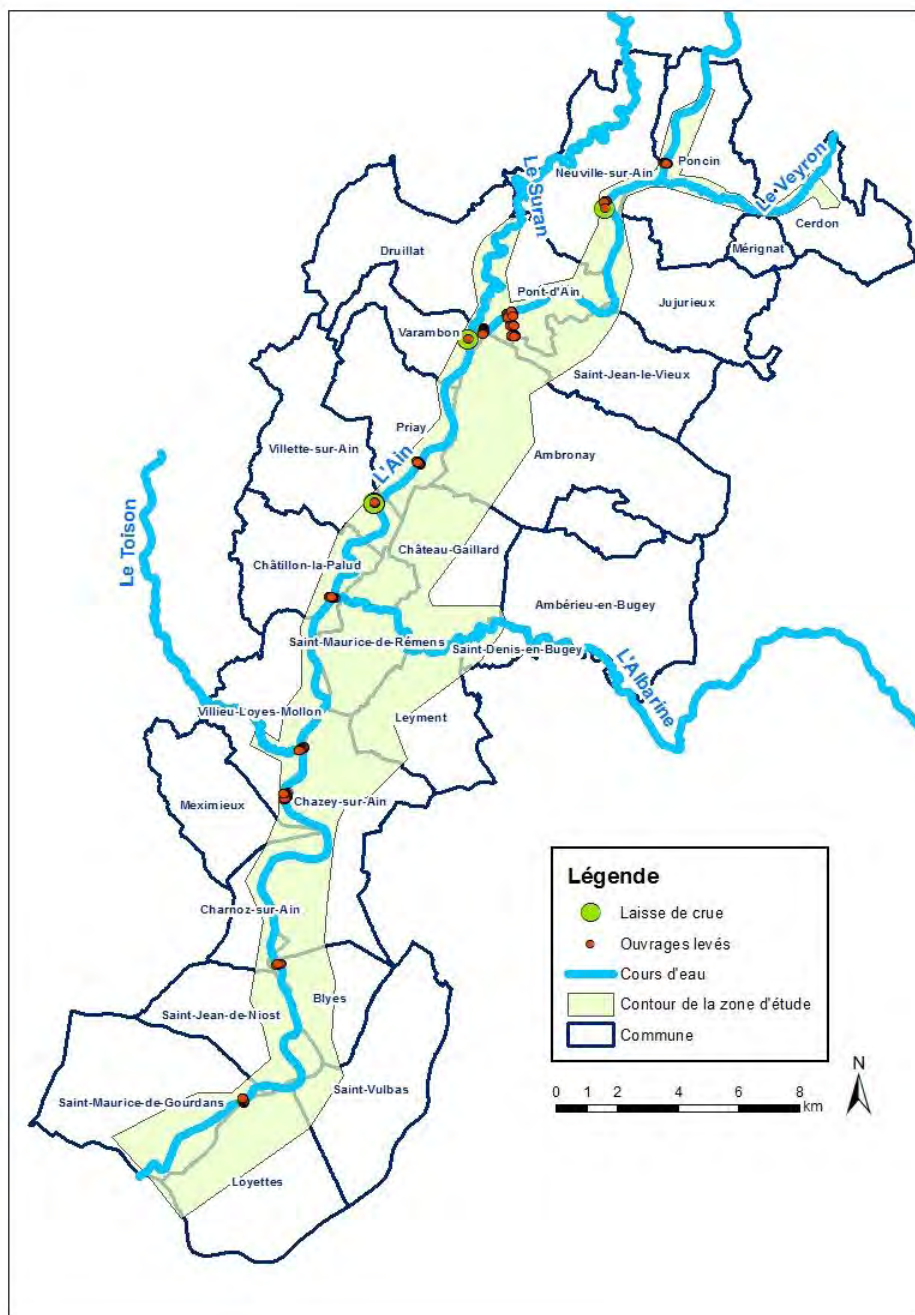 Le Suran
Neuville-sur-Ain
Poncin
Le Veyron
Cerdon
Mérignat
Druillat
Pont-d'Ain
Jujurieux
Varambon
Saint-Jean-le-Vieux
Priay
Villette-sur-Ain
L'Ain
Ambronay
Le Toison
Château-Gaillard
Châtillon-la-Palud
Ambérieu-en-Bugey
Saint-Maurice-de-Rémens
Saint-Denis-en-Bugey
L'Albarine
Villieu-Loyes-Mollon
Leyment
Meximieux
Chazey-sur-Ain
Charnoz-sur-Ain
Blyes
Saint-Jean-de-Niost
Saint-Vulbas
Saint-Maurice-de-Gourdans
Loyettes
Légende
Laisse de crue
Ouvrages levés
Cours d'eau
Contour de la zone d'étude
Commune
N
0 1 2 4 6 8
km